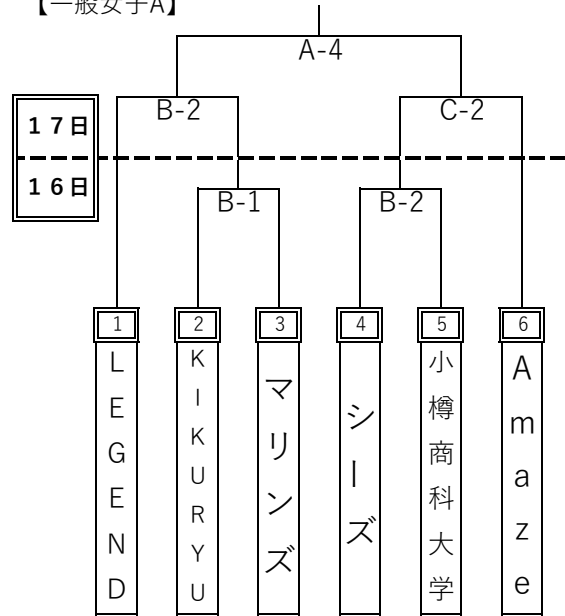 【一般女子A】
A-4
B-2
C-2
１７日
１６日
B-1
B-2
1
2
3
4
5
6
LEGEND
KIKURYU
マリンズ
シーズ
小樽商科大学
Amaze